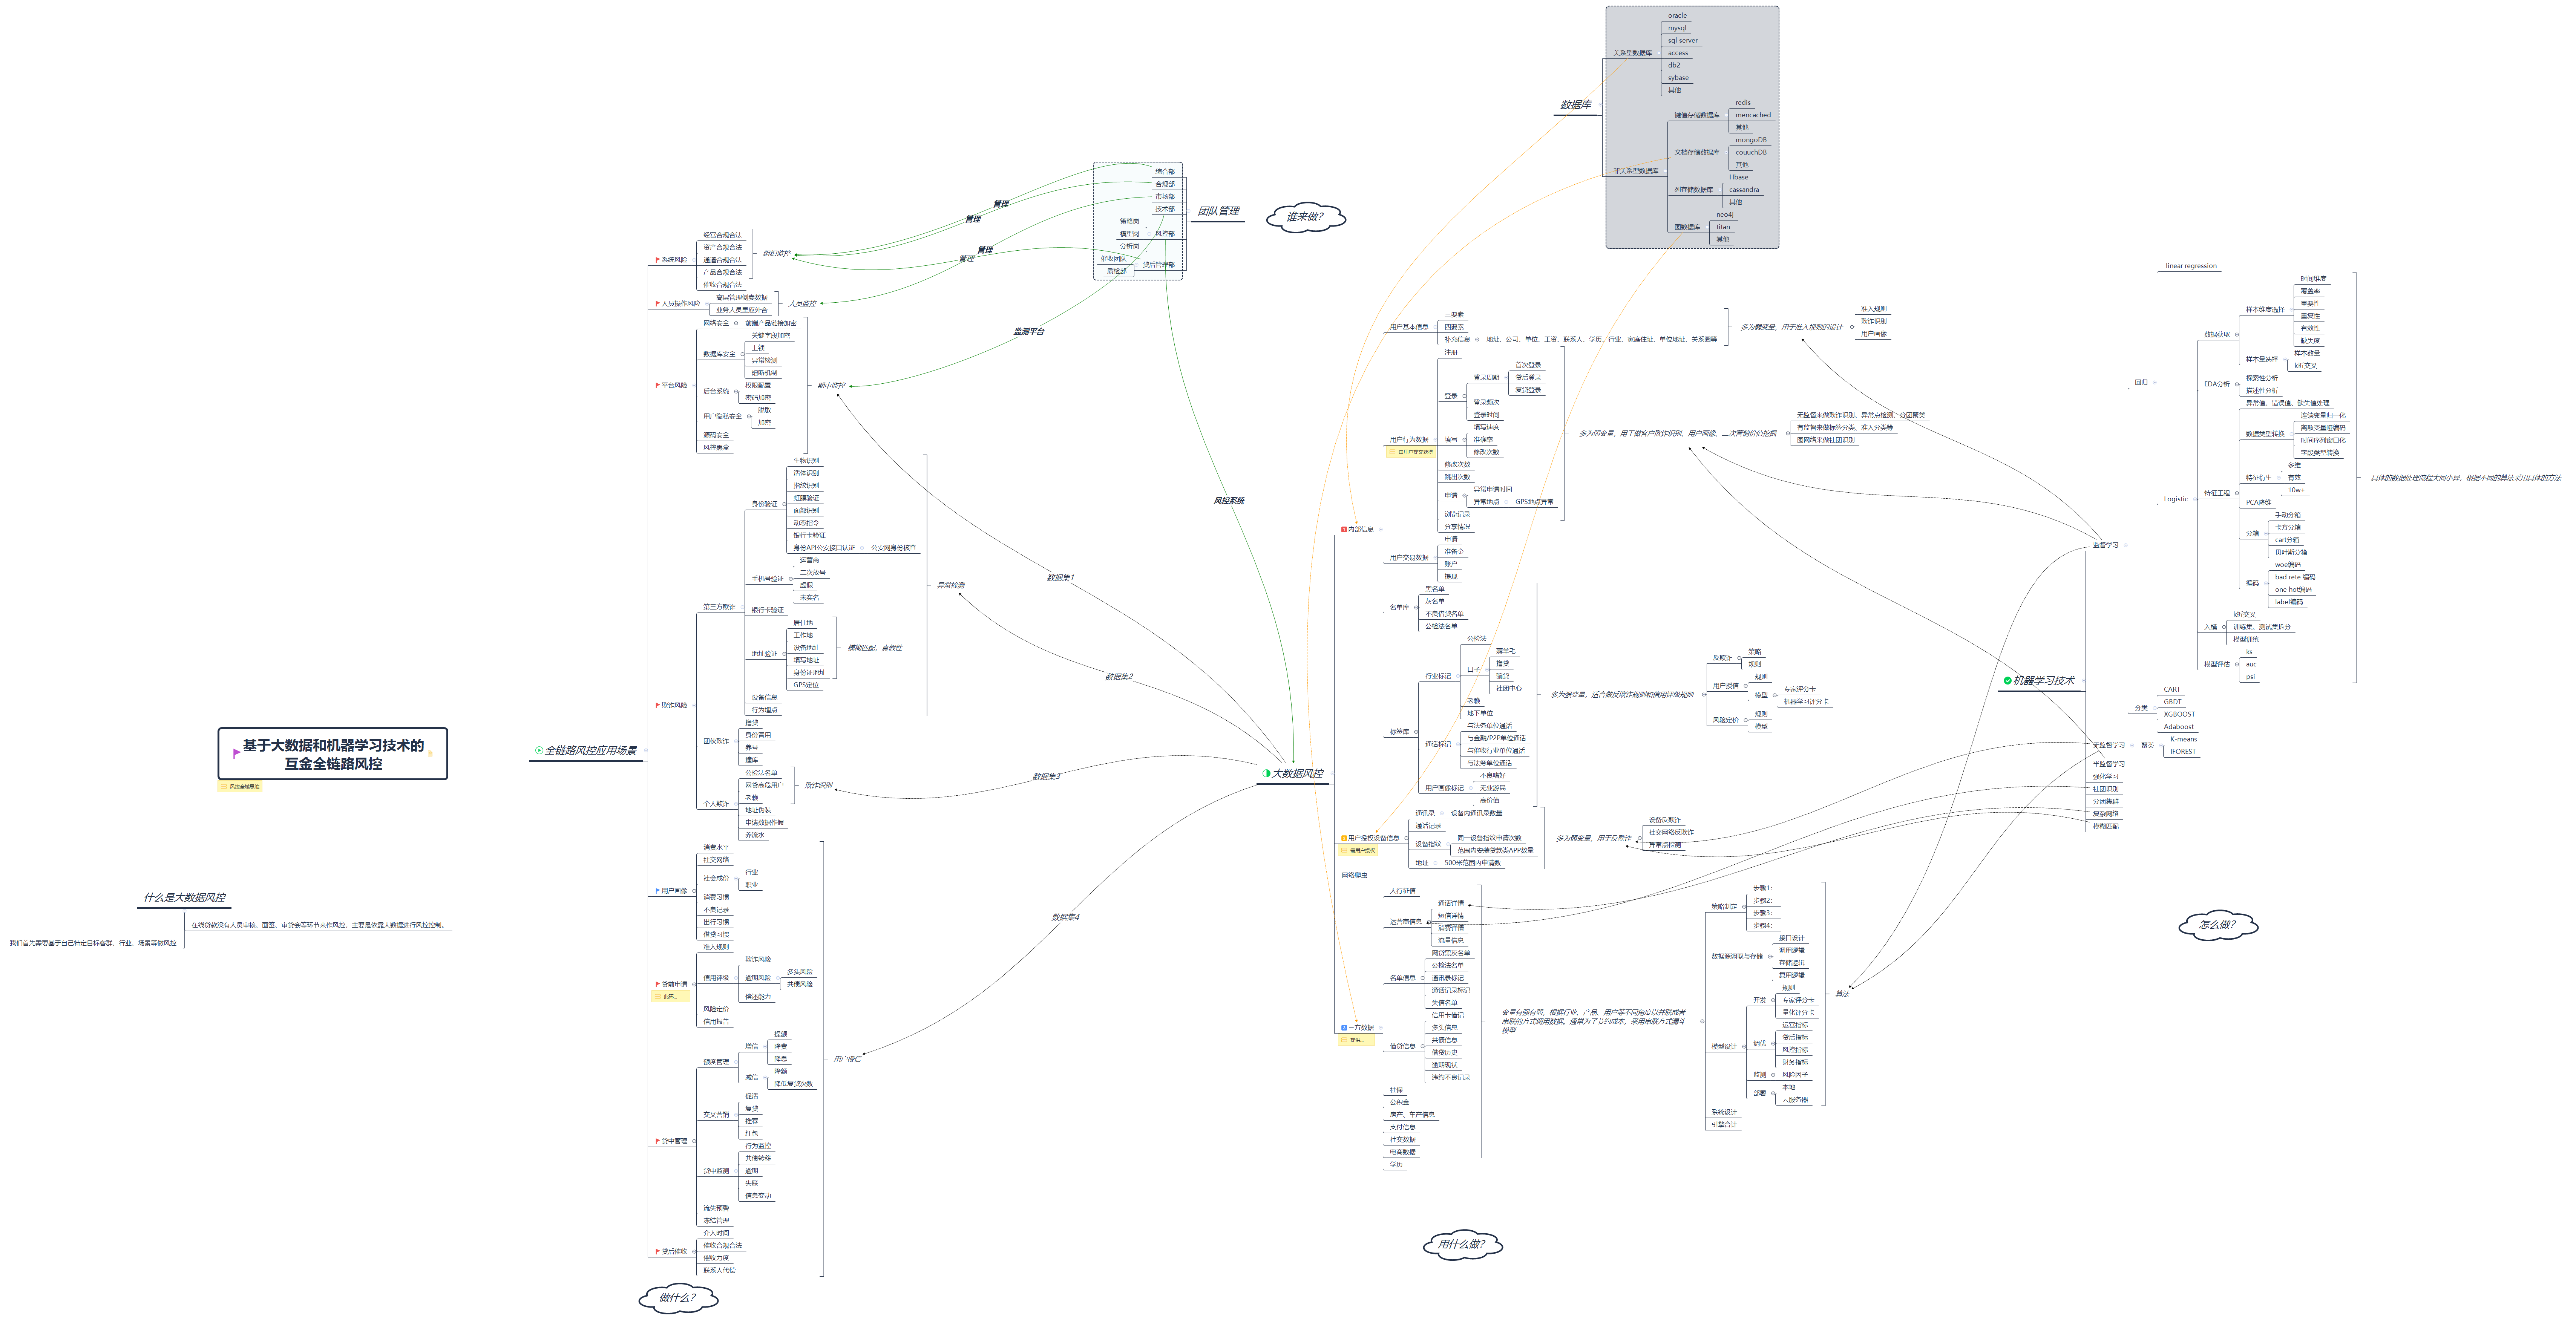 基于大数据和机器学习技术的
互金全链路风控
风控全域思维
什么是大数据风控
在线贷款没有人员审核、面签、审贷会等环节来作风控，主要是依靠大数据进行风控控制。
我们首先需要基于自己特定目标客群、行业、场景等做风控
全链路风控应用场景
系统风险
经营合规合法
资产合规合法
通道合规合法
产品合规合法
催收合规合法
组织监控
人员操作风险
高层管理倒卖数据
业务人员里应外合
人员监控
平台风险
网络安全
前端产品链接加密
数据库安全
关键字段加密
上锁
异常检测
熔断机制
后台系统
权限配置
密码加密
用户隐私安全
脱敏
加密
源码安全
风控黑盒
期中监控
欺诈风险
第三方欺诈
身份验证
生物识别
活体识别
指纹识别
虹膜验证
面部识别
动态指令
银行卡验证
身份API公安接口认证
公安网身份核查
手机号验证
运营商
二次放号
虚假
未实名
银行卡验证
地址验证
居住地
工作地
设备地址
填写地址
身份证地址
GPS定位
模糊匹配，真假性
设备信息
行为埋点
异常检测
团伙欺诈
撸贷
身份冒用
养号
撞库
个人欺诈
公检法名单
网贷高危用户
老赖
地址伪装
申请数据作假
养流水
欺诈识别
用户画像
消费水平
社交网络
社会成份
行业
职业
消费习惯
不良记录
出行习惯
借贷习惯
贷前申请
此环...
准入规则
信用评级
欺诈风险
逾期风险
多头风险
共债风险
偿还能力
风险定价
信用报告
贷中管理
额度管理
增信
提额
降费
降息
减信
降额
降低复贷次数
交叉营销
促活
复贷
推荐
红包
贷中监测
行为监控
共债转移
逾期
失联
信息变动
流失预警
冻结管理
贷后催收
介入时间
催收合规合法
催收力度
联系人代偿
用户授信
做什么?
团队管理
综合部
合规部
市场部
技术部
风控部
策略岗
模型岗
分析岗
贷后管理部
催收团队
质检部
谁来做?
管理
管理
管理
管理
监测平台
风控系统
数据集1
数据集2
数据集3
数据集4
数据库
关系型数据库
oracle
mysql
sql server
access
db2
sybase
其他
非关系型数据库
键值存储数据库
redis
mencached
其他
文档存储数据库
mongoDB
couuchDB
其他
列存储数据库
Hbase
cassandra
其他
图数据库
neo4j
titan
其他
大数据风控
内部信息
用户基本信息
三要素
四要素
补充信息
地址、公司、单位、工资、联系人、学历、行业、家庭住址、单位地址、关系圈等
多为弱变量，用于准入规则的设计
准入规则
欺诈识别
用户画像
用户行为数据
由用户提交获得
注册
登录
登录周期
首次登录
贷后登录
复贷登录
登录频次
登录时间
填写
填写速度
准确率
修改次数
修改次数
跳出次数
申请
异常申请时间
异常地点
GPS地点异常
浏览记录
分享情况
多为弱变量，用于做客户欺诈识别、用户画像、二次营销价值挖掘
无监督来做欺诈识别、异常点检测、分团聚类
有监督来做标签分类、准入分类等
图网络来做社团识别
用户交易数据
申请
准备金
账户
提现
名单库
黑名单
灰名单
不良借贷名单
公检法名单
标签库
行业标记
公检法
口子
薅羊毛
撸贷
骗贷
社团中心
老赖
地下单位
通话标记
与法务单位通话
与金融/P2P单位通话
与催收行业单位通话
与法务单位通话
用户画像标记
不良嗜好
无业游民
高价值
多为强变量，适合做反欺诈规则和信用评级规则
反欺诈
策略
规则
用户授信
规则
模型
专家评分卡
机器学习评分卡
风险定价
规则
模型
用户授权设备信息
需用户授权
通讯录
设备内通讯录数量
通话记录
设备指纹
同一设备指纹申请次数
范围内安装贷款类APP数量
地址
500米范围内申请数
多为弱变量，用于反欺诈
设备反欺诈
社交网络反欺诈
异常点检测
网络爬虫
三方数据
提供...
人行征信
运营商信息
通话详情
短信详情
消费详情
流量信息
名单信息
网贷黑灰名单
公检法名单
通讯录标记
通话记录标记
失信名单
借贷信息
信用卡借记
多头信息
共债信息
借贷历史
逾期现状
违约不良记录
社保
公积金
房产、车产信息
支付信息
社交数据
电商数据
学历
变量有强有弱，根据行业、产品、用户等不同角度以并联或者
串联的方式调用数据。通常为了节约成本，采用串联方式漏斗
模型
策略制定
步骤1：
步骤2：
步骤3：
步骤4：
数据源调取与存储
接口设计
调用逻辑
存储逻辑
复用逻辑
模型设计
开发
规则
专家评分卡
量化评分卡
调优
运营指标
贷后指标
风控指标
财务指标
监测
风险因子
部署
本地
云服务器
系统设计
引擎合计
算法
用什么做?
机器学习技术
监督学习
回归
linear regression
Logistic
数据获取
样本维度选择
时间维度
覆盖率
重要性
重复性
有效性
缺失度
样本量选择
样本数量
k折交叉
EDA分析
探索性分析
描述性分析
特征工程
异常值、错误值、缺失值处理
数据类型转换
连续变量归一化
离散变量哑编码
时间序列窗口化
字段类型转换
特征衍生
多维
有效
10w+
PCA降维
分箱
手动分箱
卡方分箱
cart分箱
贝叶斯分箱
编码
woe编码
bad rete 编码
one hot编码
label编码
入模
k折交叉
训练集、测试集拆分
模型训练
模型评估
ks
auc
psi
具体的数据处理流程大同小异，根据不同的算法采用具体的方法
分类
CART
GBDT
XGBOOST
Adaboost
无监督学习
聚类
K-means
IFOREST
半监督学习
强化学习
社团识别
分团集群
复杂网络
模糊匹配
怎么做?